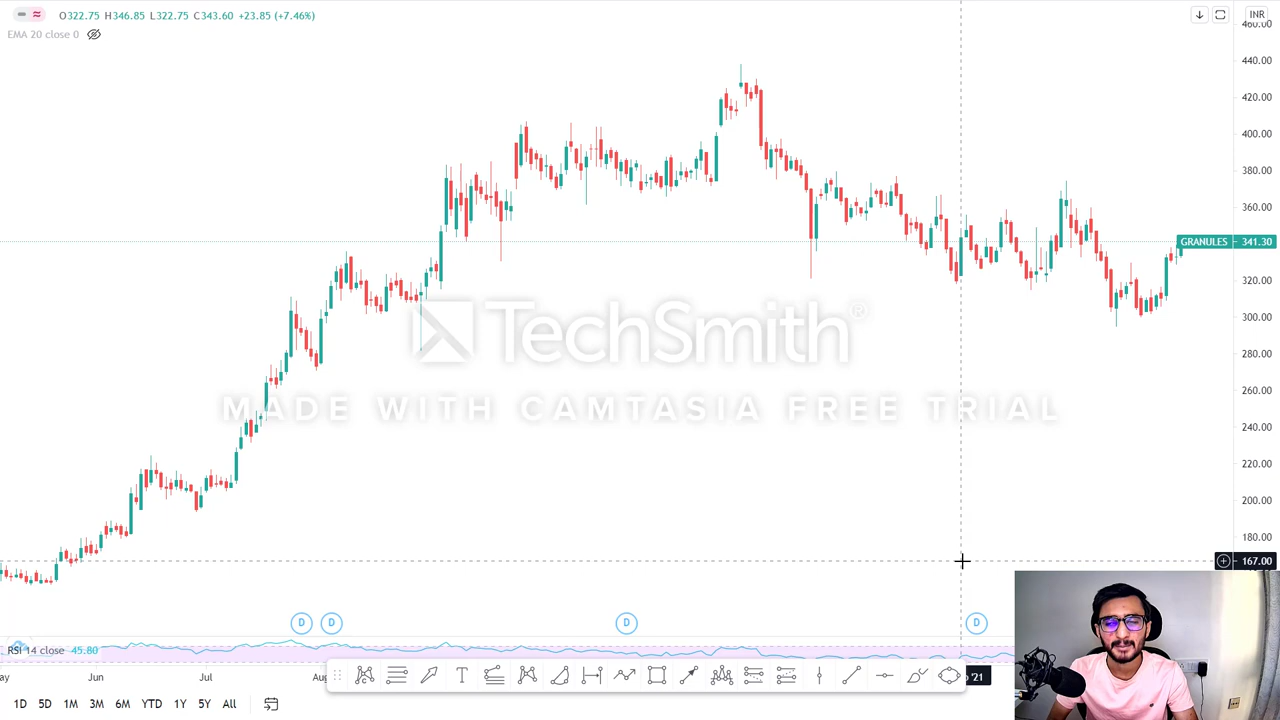 O322.75 H346.85 L322.75 C343.60 +23.85 (+7.46%)
INR
EMA 20 close 0
460.00
440.00
420.00
400.00
380.00
360.00
GRANULES 341.30
320.00
300.00
280.00
260.00
240.00
220.00
200.00
180.00
167.00
TechSmith®
MADE WITH CAMTASIA FREE TRIAL
D D D D
RSI 14 close 45.80
Jun Jul '21
T
1D 5D 1M 3M 6M YTD 1Y 5Y All